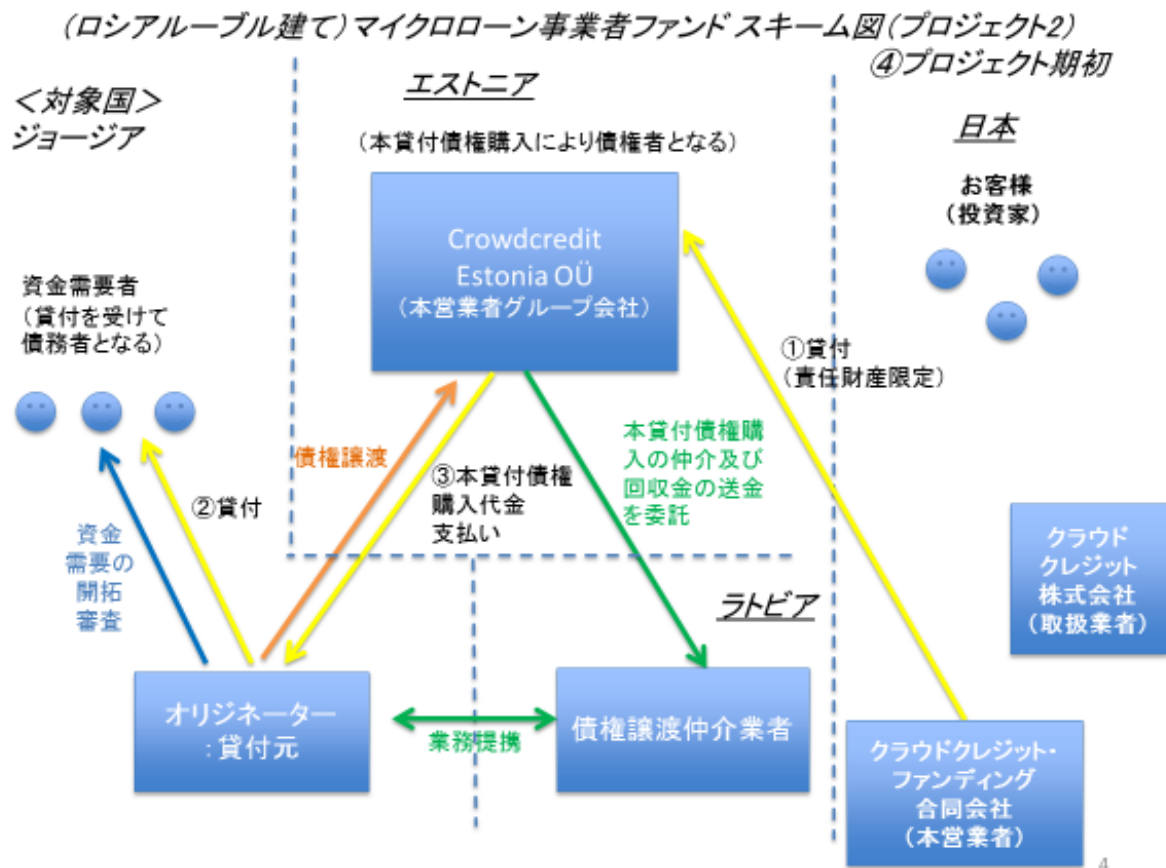 (ロシアルーブル建て)マイクロローン事業者ファンド スキーム図(プロジェクト2)
④プロジェクト期初
<対象国>
ジョージア
エストニア
(本貸付債権購入により債権者となる)
日本
お客様
(投資家)
Crowdcredit
Estonia OÜ
(本営業者グループ会社)
資金需要者
(貸付を受けて
債務者となる)
①貸付
(責任財産限定)
債権譲渡
③本貸付債権
購入代金
支払い
本貸付債権購
入の仲介及び
回収金の送金
を委託
②貸付
資金
需要の
開拓
審査
クラウド
クレジット
株式会社
(取扱業者)
ラトビア
オリジネーター
:貸付元
業務提携
債権譲渡仲介業者
クラウドクレジット・
ファンディング
合同会社
(本営業者)
4